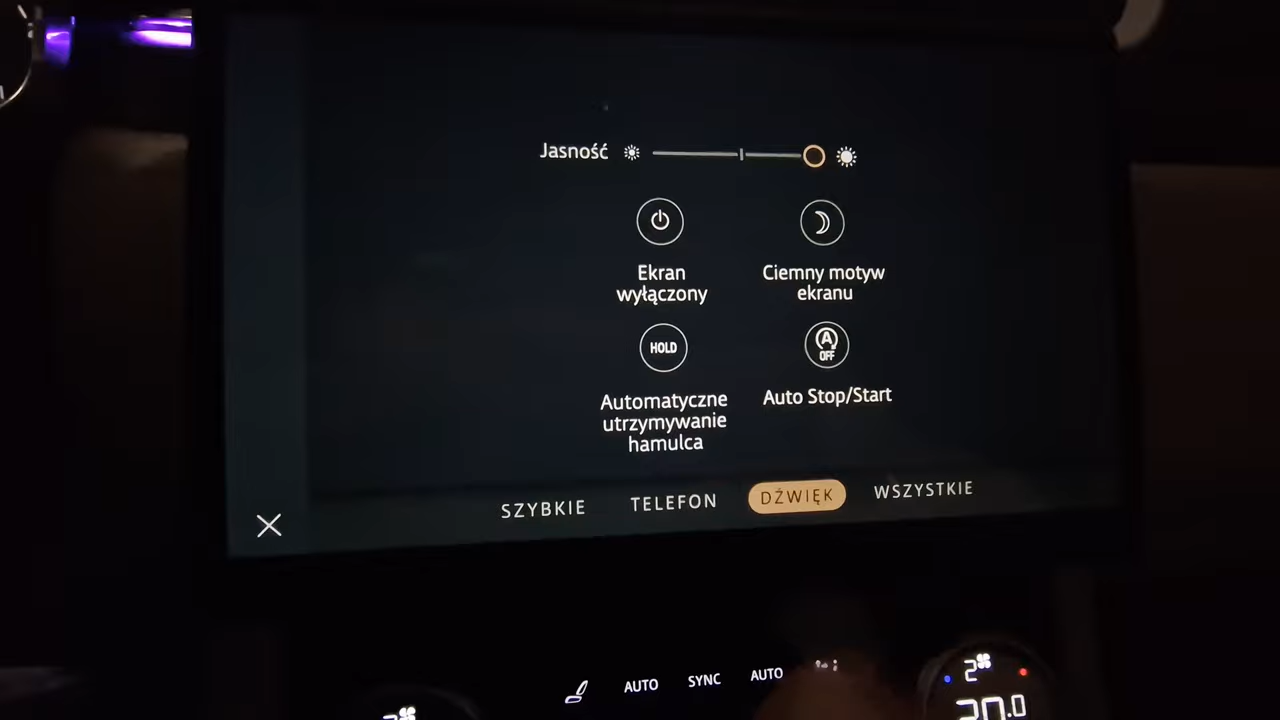 Jasność
Ekran
wyłączony
Ciemny motyw
ekranu
HOLD
A
OFF
Automatyczne
utrzymywanie
hamulca
Auto Stop/Start
SZYBKIE
TELEFON
DŹWIĘK
WSZYSTKIE
AUTO
SYNC
AUTO
2
20.0